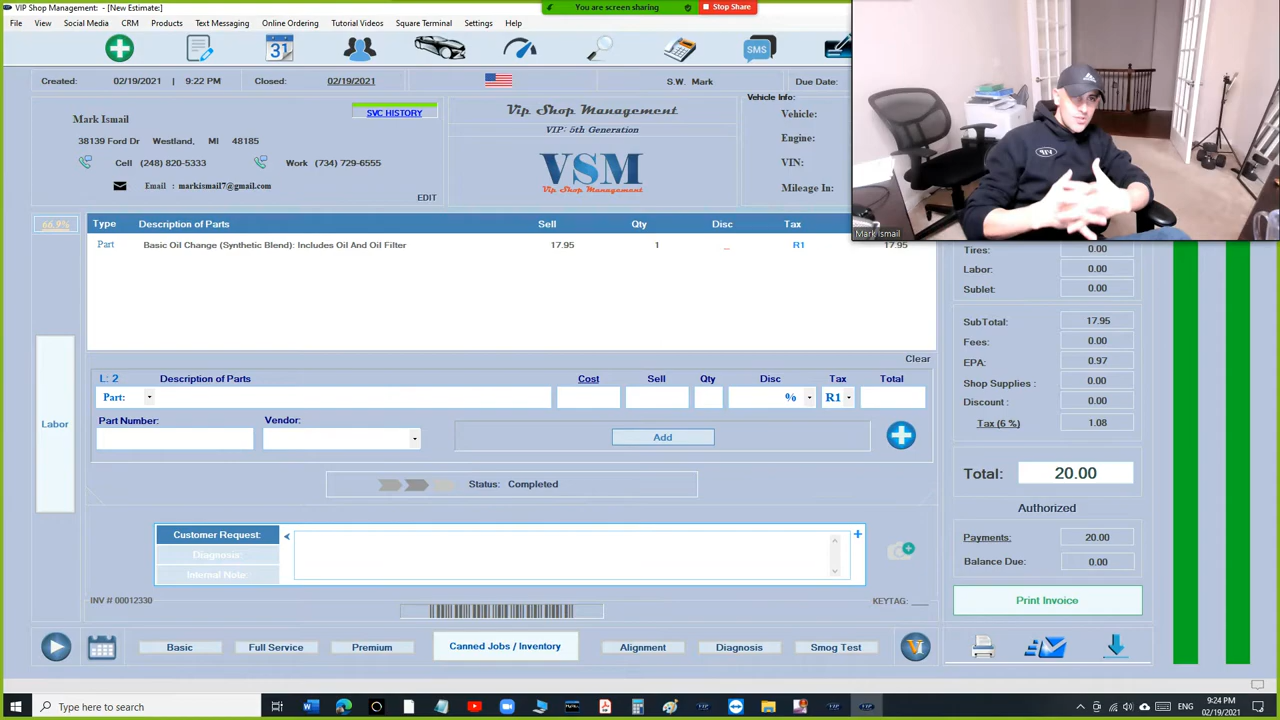 VIP Shop Management: - [New Estimate:]
You are screen sharing
Stop Share
File View Social Media CRM Products Text Messaging Online Ordering Tutorial Videos Square Terminal Settings Help
31
SMS
Created: 02/19/2021 | 9:22 PM Closed: 02/19/2021 S.W. Mark Due Date:
Mark Ismail
38139 Ford Dr Westland, MI 48185
Cell (248) 820-5333 Work (734) 729-6555
Email : markismail7@gmail.com
SVC HISTORY
EDIT
Vip Shop Management
VIP: 5th Generation
VSM
Vip Shop Management
Vehicle Info:
Vehicle:
Engine:
VIN:
Mileage In:
Mark Ismail
66.9%
Type Description of Parts Sell Qty Disc Tax
Part Basic Oil Change (Synthetic Blend): Includes Oil And Oil Filter 17.95 1 _ R1 17.95
Clear
Labor
L: 2 Description of Parts Cost Sell Qty Disc Tax Total
Part: % R1
Part Number: Vendor:
Add
Status: Completed
Customer Request:
Diagnosis:
Internal Note:
<
+
INV # 00012330
KEYTAG: ___
Tires: 0.00
Labor: 0.00
Sublet: 0.00
SubTotal: 17.95
Fees: 0.00
EPA: 0.97
Shop Supplies : 0.00
Discount : 0.00
Tax (6 %) 1.08
Total: 20.00
Authorized
Payments: 20.00
Balance Due: 0.00
Print Invoice
Basic Full Service Premium Canned Jobs / Inventory Alignment Diagnosis Smog Test
Type here to search
ENG
9:24 PM
02/19/2021